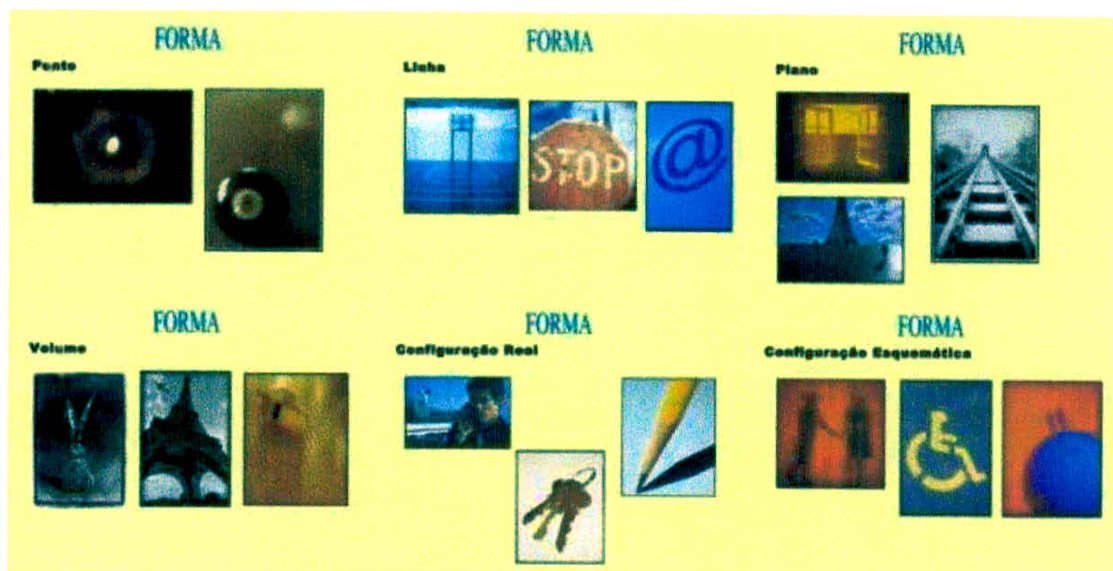 FORMA
Ponto
FORMA
Linha
STOP
@
FORMA
Plano
FORMA
Volume
FORMA
Configuração Real
FORMA
Configuração Esquemática